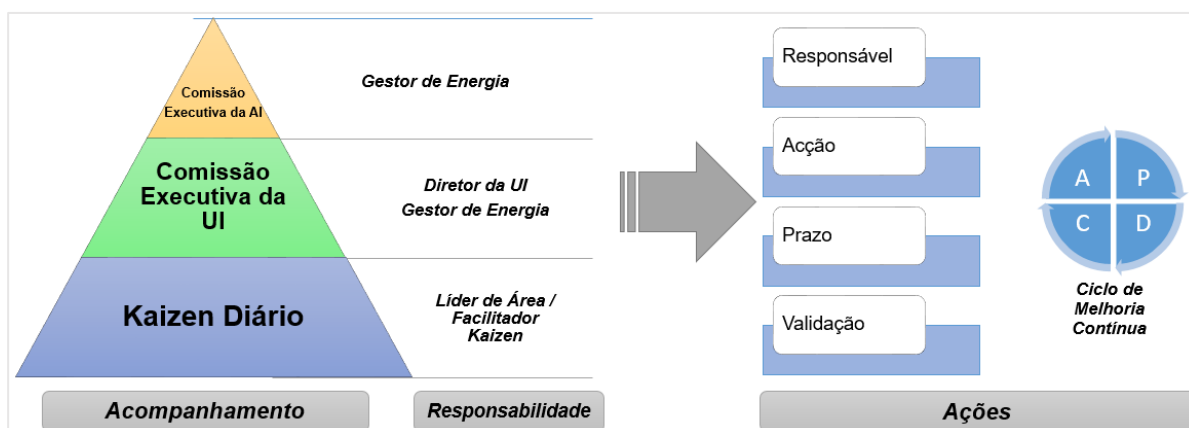 Comissão
Executiva da AI
Gestor de Energia
Comissão
Executiva da
UI
Diretor da UI
Gestor de Energia
Kaizen Diário
Líder de Área /
Facilitador
Kaizen
Acompanhamento
Responsabilidade
Responsável
Acção
Prazo
Validação
A
P
C
D
Ciclo de
Melhoria
Contínua
Ações